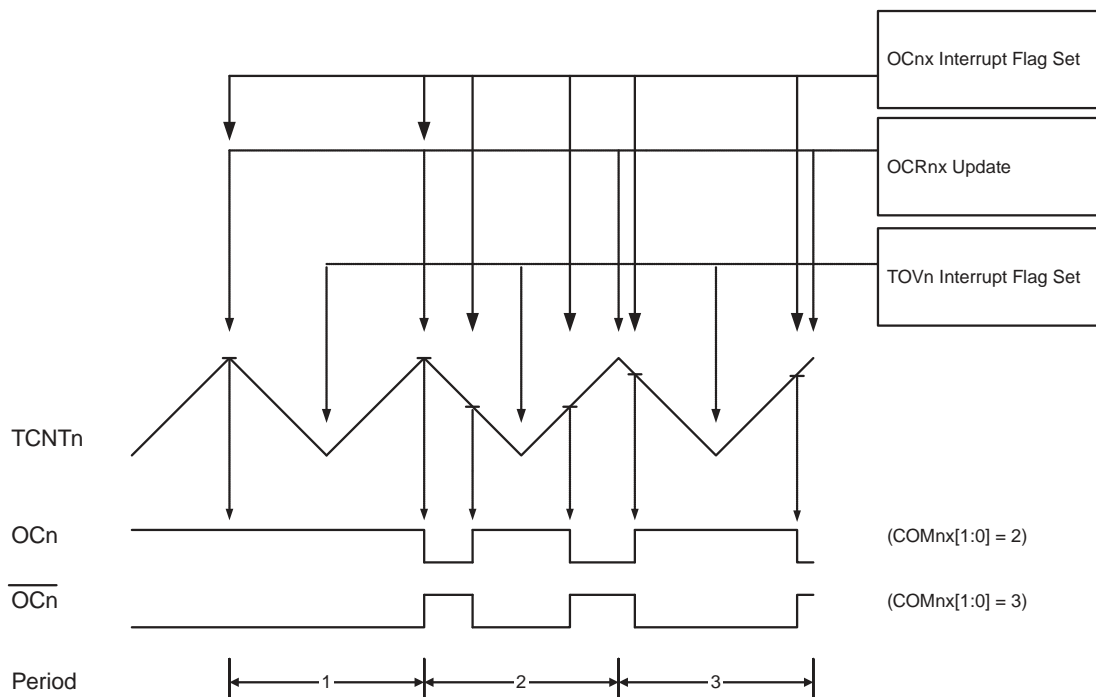 OCnx Interrupt Flag Set
OCRnx Update
TOVn Interrupt Flag Set
TCNTn
OCn
(COMnx[1:0] = 2)
OCn
(COMnx[1:0] = 3)
Period
1
2
3